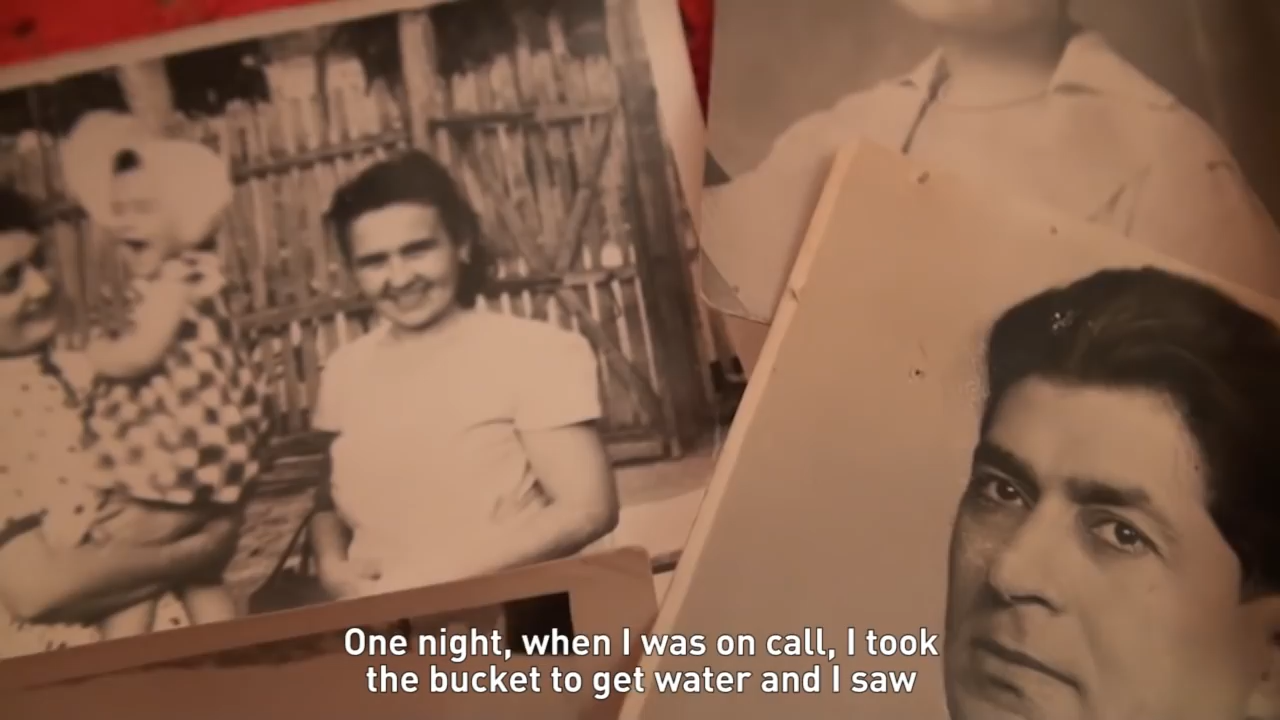 One night, when I was on call, I took
the bucket to get water and I saw